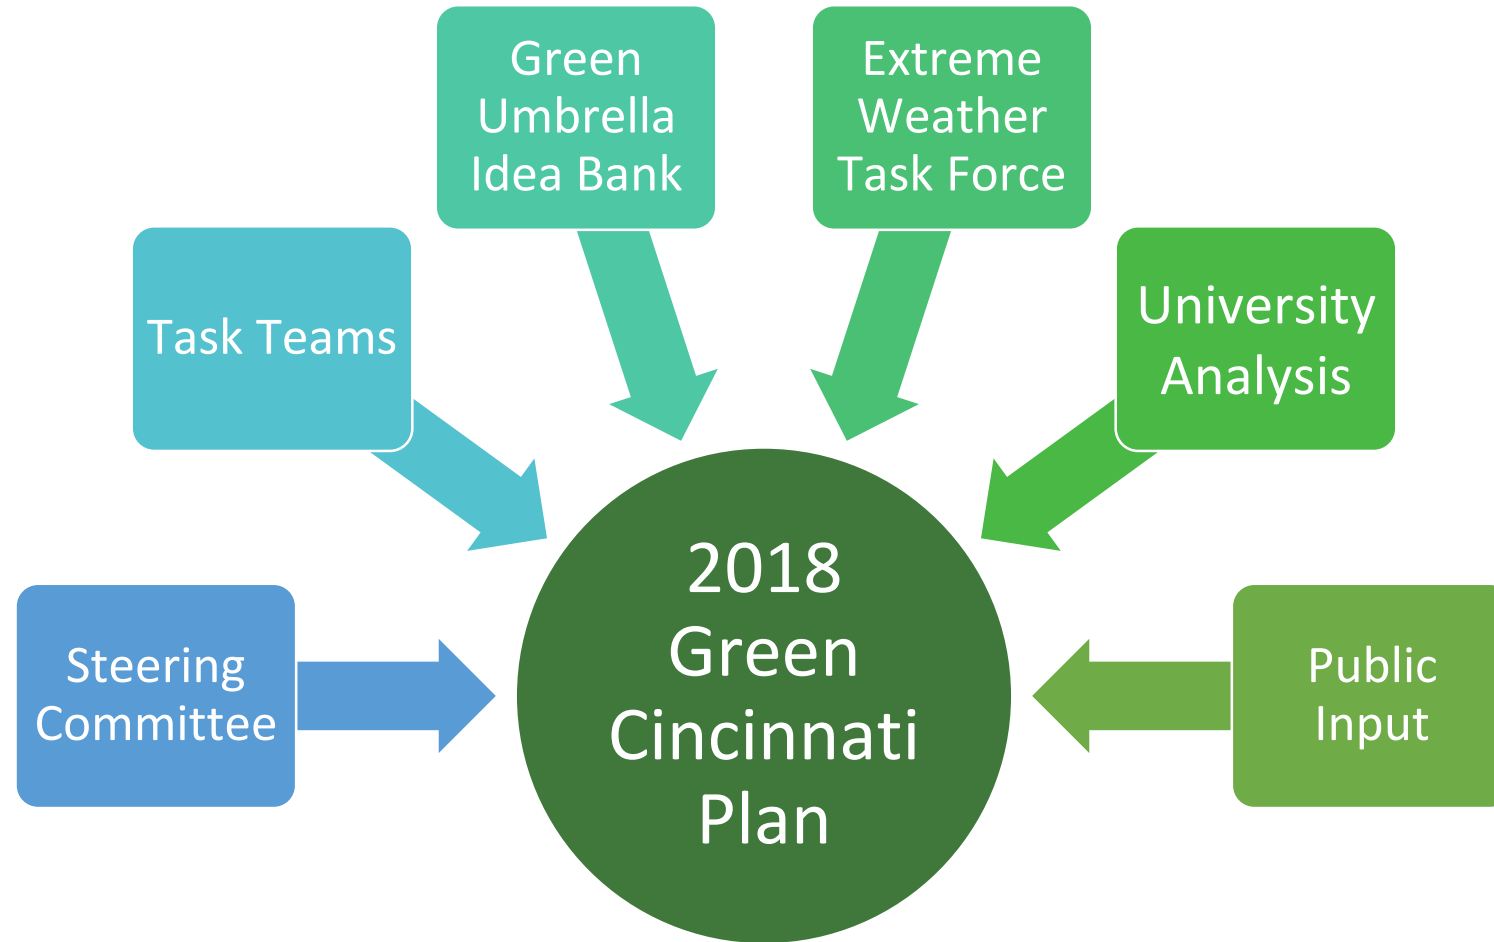 Green
Umbrella
Idea Bank
Extreme
Weather
Task Force
Task Teams
University
Analysis
Steering
Committee
2018
Green
Cincinnati
Plan
Public
Input